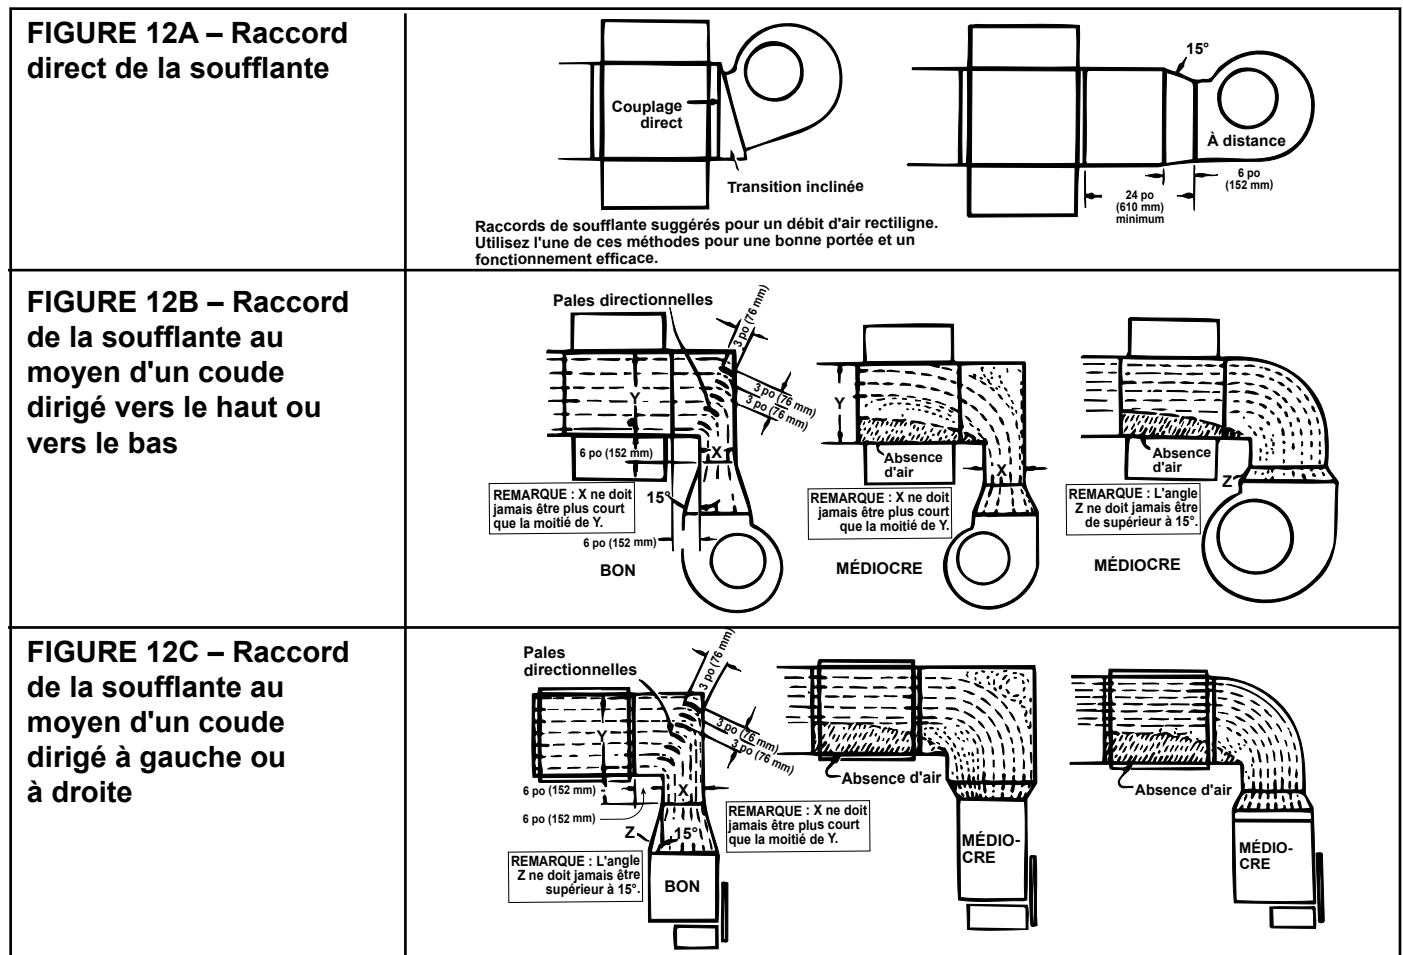 FIGURE 12A – Raccord
direct de la soufflante
Couplage
direct
Transition inclinée
15°
À distance
6 po
(152 mm)
24 po
(610 mm)
minimum
Raccords de soufflante suggérés pour un débit d'air rectiligne.
Utilisez l'une de ces méthodes pour une bonne portée et un
fonctionnement efficace.
FIGURE 12B – Raccord
de la soufflante au
moyen d'un coude
dirigé vers le haut ou
vers le bas
Pales directionnelles
3 po (76 mm)
3 po (76 mm)
3 po (76 mm)
Y
6 po (152 mm)
X
REMARQUE : X ne doit
jamais être plus court
que la moitié de Y.
15°
6 po (152 mm)
BON
Y
Absence
d'air
X
REMARQUE : X ne doit
jamais être plus court
que la moitié de Y.
MÉDIOCRE
Absence
d'air
Z
REMARQUE : L'angle
Z ne doit jamais être
de supérieur à 15°.
MÉDIOCRE
FIGURE 12C – Raccord
de la soufflante au
moyen d'un coude
dirigé à gauche ou
à droite
Pales
directionnelles
3 po (76 mm)
3 po (76 mm)
3 po (76 mm)
Y
6 po (152 mm)
X
6 po (152 mm)
Z
15°
REMARQUE : L'angle
Z ne doit jamais être
supérieur à 15°.
BON
REMARQUE : X ne doit
jamais être plus court
que la moitié de Y.
Absence d'air
MÉDIO-
CRE
Absence d'air
MÉDIO-
CRE